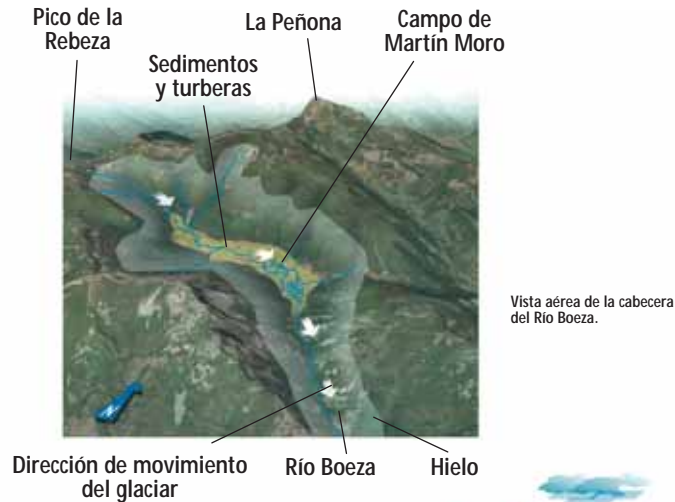 Pico de la
Rebeza
La Peñona
Campo de
Martín Moro
Sedimentos
y turberas
Vista aérea de la cabecera
del Río Boeza.
N
Dirección de movimiento
del glaciar
Río Boeza
Hielo